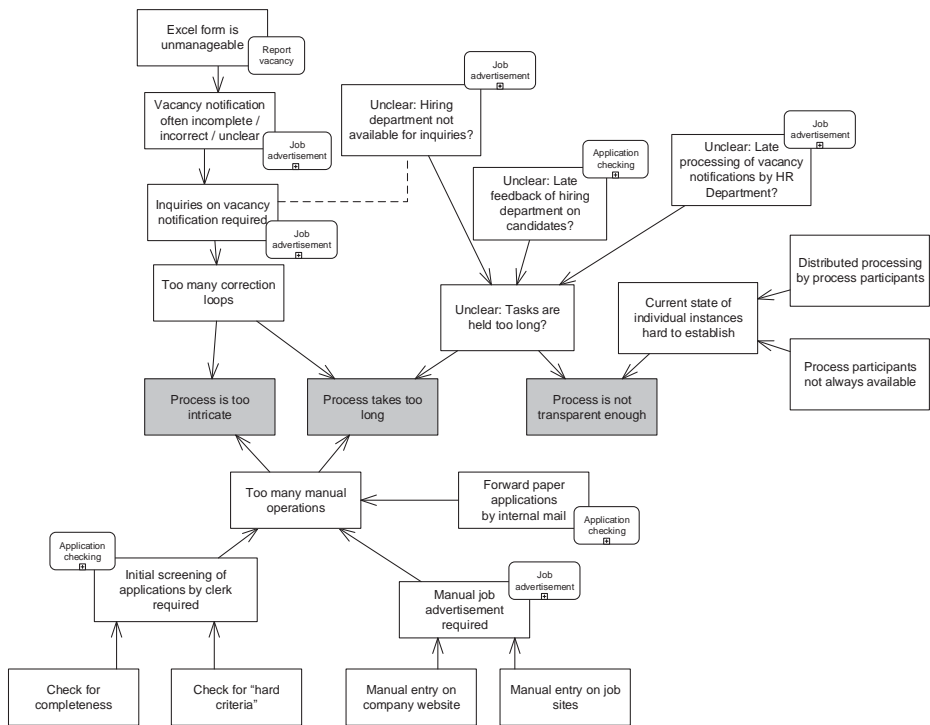 Excel form is
unmanageable
Report
vacancy
Job
advertisement
Vacancy notification
often incomplete /
incorrect / unclear
Job
advertisement
Unclear: Hiring
department not
available for inquiries?
Job
advertisement
Application
checking
Unclear: Late
processing of vacancy
notifications by HR
Department?
Unclear: Late
feedback of hiring
department on
candidates?
Inquiries on vacancy
notification required
Job
advertisement
Distributed processing
by process participants
Too many correction
loops
Unclear: Tasks are
held too long?
Current state of
individual instances
hard to establish
Process participants
not always available
Process is too
intricate
Process takes too
long
Process is not
transparent enough
Too many manual
operations
Forward paper
applications
by internal mail
Application
checking
Application
checking
Initial screening of
applications by clerk
required
Job
advertisement
Manual job
advertisement
required
Check for
completeness
Check for “hard
criteria”
Manual entry on
company website
Manual entry on job
sites